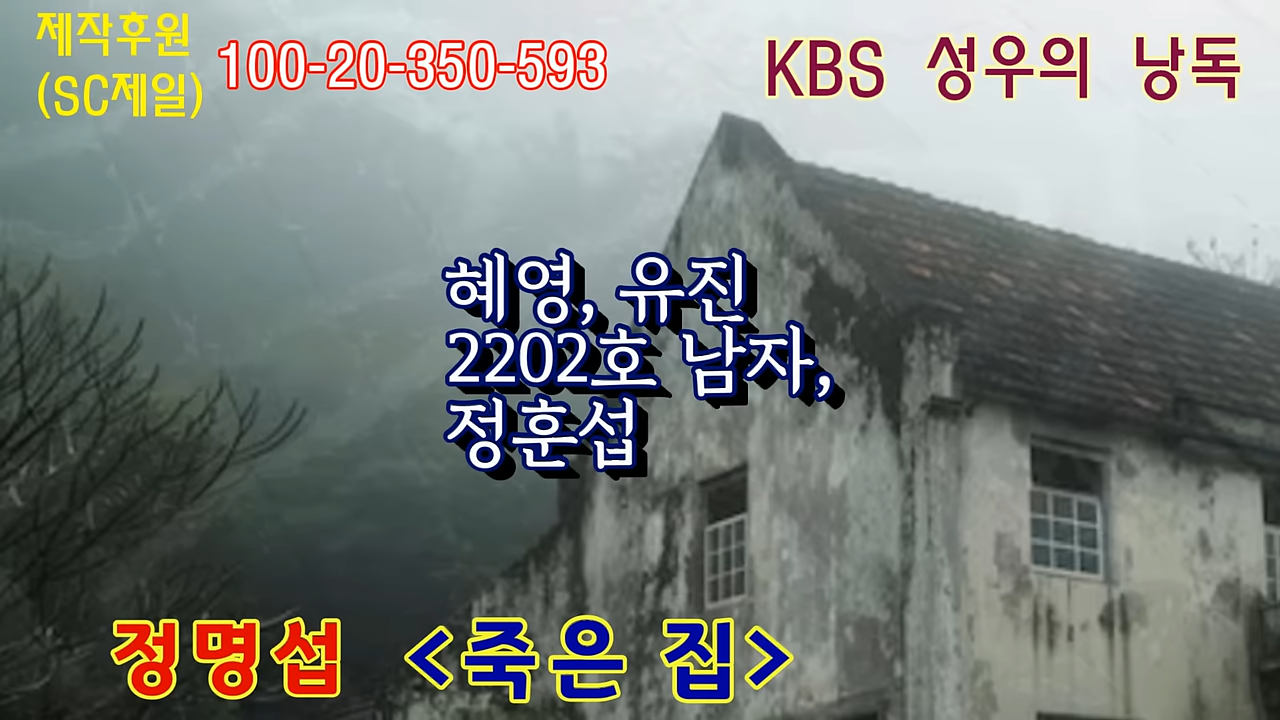 제작후원
(SC제일)
100-20-350-593
KBS 성우의 낭독
혜영, 유진
2202호 남자,
정훈섭
정명섭 <죽은 집>